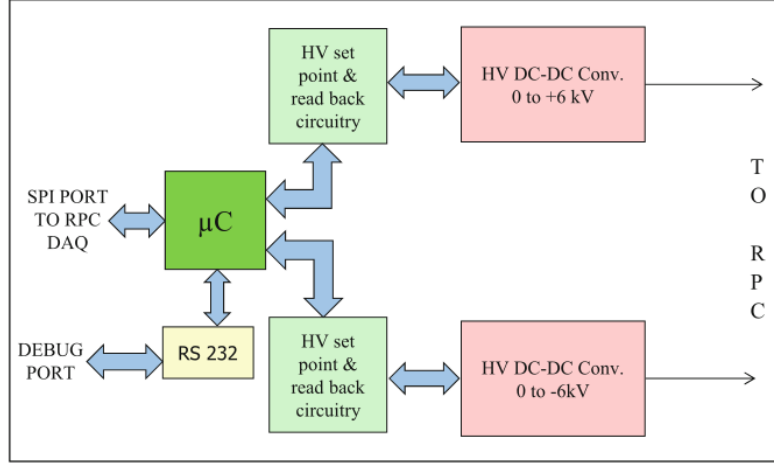 HV set
point &
read back
circuitry
HV DC-DC Conv.
0 to +6 kV
SPI PORT
TO RPC
DAQ
µC
T
O
R
P
C
RS 232
DEBUG
PORT
HV set
point &
read back
circuitry
HV DC-DC Conv.
0 to -6kV